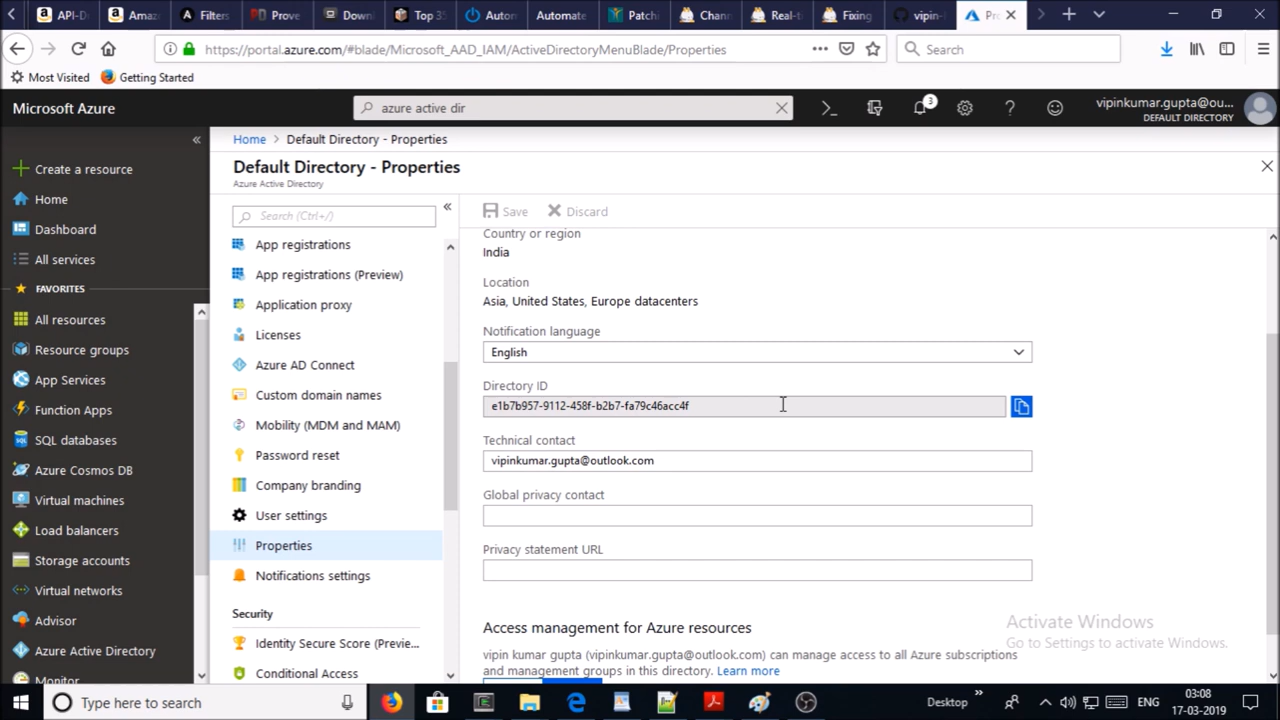 API-D
Amaz
Filters
Prove
Down
Top 35
Auton
Automate
Patchi
Chann
Real-ti
Fixing
vipin-
Pr
https://portal.azure.com/#blade/Microsoft_AAD_IAM/ActiveDirectoryMenuBlade/Properties
Search
Most Visited
Getting Started
Microsoft Azure
azure active dir
3
vipinkumar.gupta@ou...
DEFAULT DIRECTORY
Home > Default Directory - Properties
Default Directory - Properties
Azure Active Directory
Create a resource
Home
Dashboard
All services
FAVORITES
All resources
Resource groups
App Services
Function Apps
SQL databases
Azure Cosmos DB
Virtual machines
Load balancers
Storage accounts
Virtual networks
Advisor
Azure Active Directory
Monitor
Search (Ctrl+/)
App registrations
App registrations (Preview)
Application proxy
Licenses
Azure AD Connect
Custom domain names
Mobility (MDM and MAM)
Password reset
Company branding
User settings
Properties
Notifications settings
Security
Identity Secure Score (Previe...
Conditional Access
Save
Discard
Country or region
India
Location
Asia, United States, Europe datacenters
Notification language
English
Directory ID
e1b7b957-9112-458f-b2b7-fa79c46acc4f
Technical contact
vipinkumar.gupta@outlook.com
Global privacy contact
Privacy statement URL
Access management for Azure resources
vipin kumar gupta (vipinkumar.gupta@outlook.com) can manage access to all Azure subscriptions
and management groups in this directory. Learn more
Activate Windows
Go to Settings to activate Windows.
Type here to search
Desktop
ENG
03:08
17-03-2019